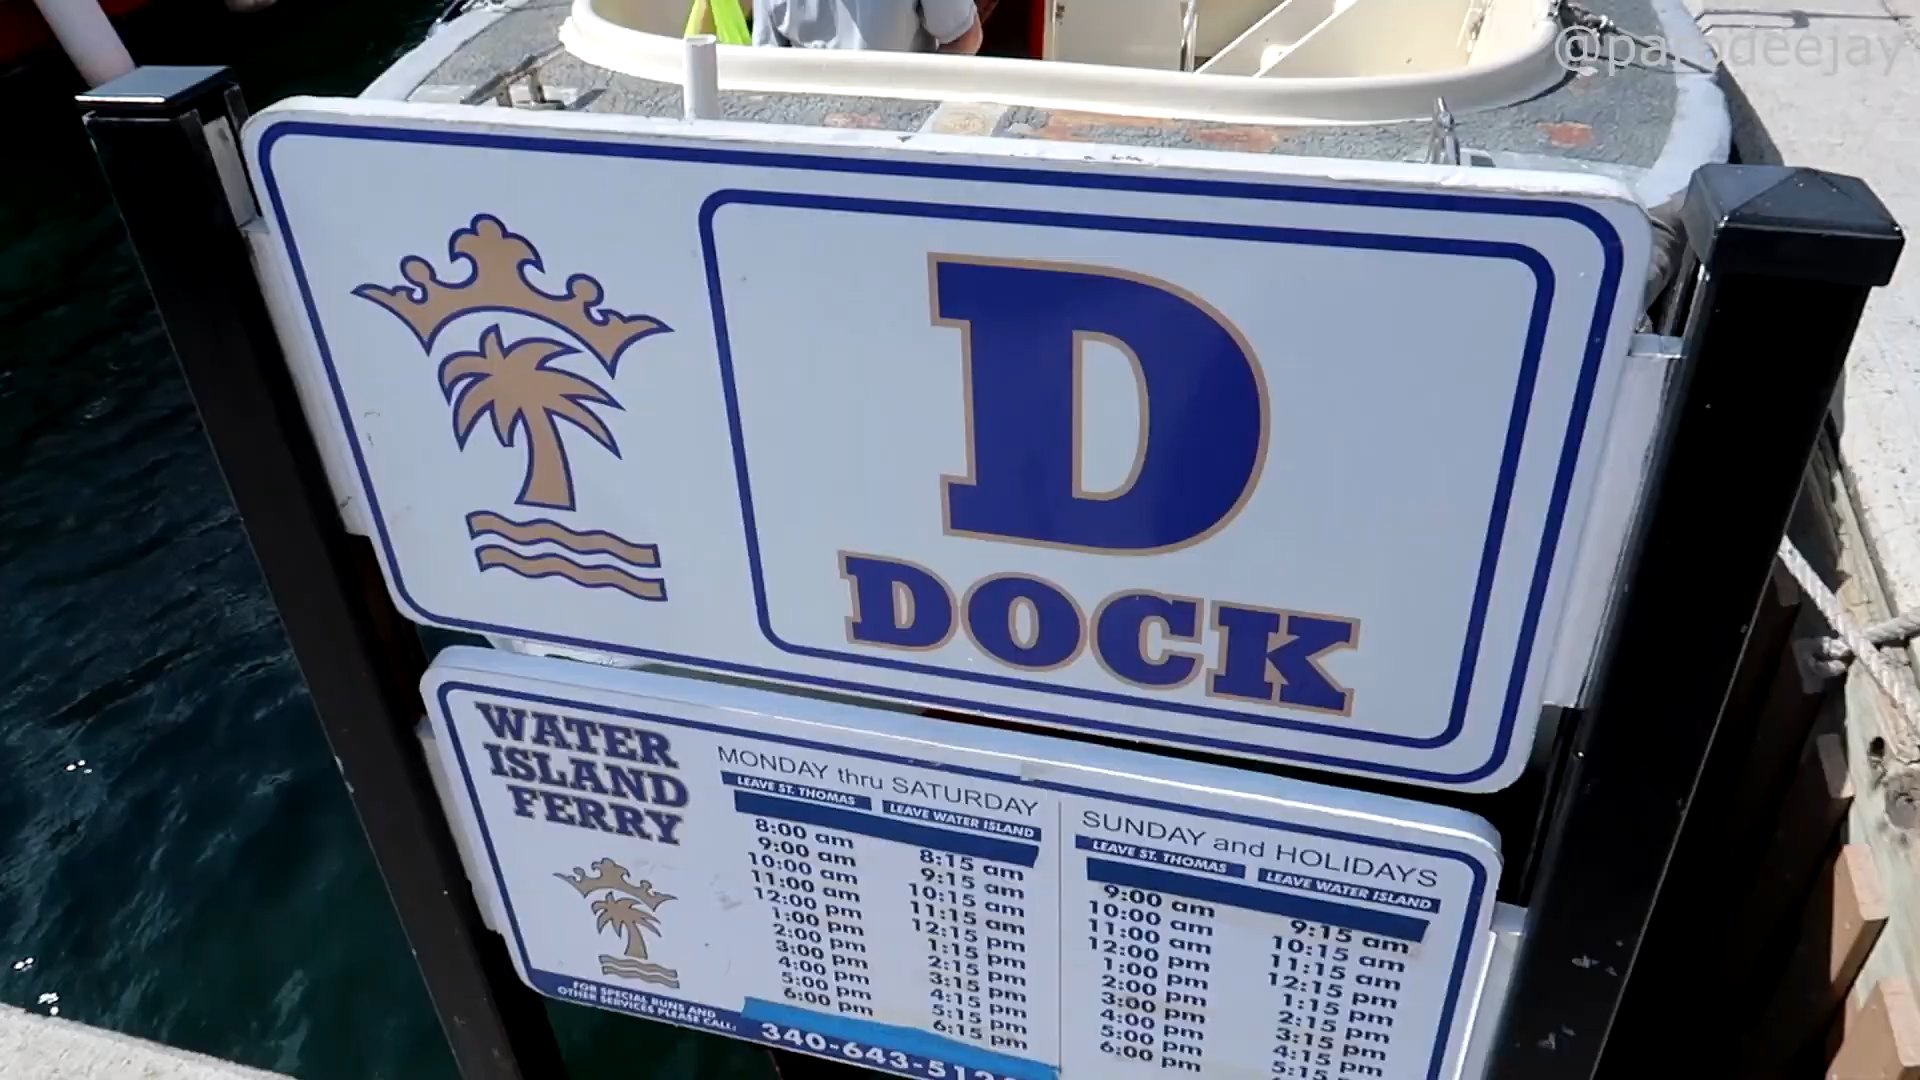 @parodeejay
D
DOCK
WATER
ISLAND
FERRY
MONDAY thru SATURDAY
LEAVE ST. THOMAS LEAVE WATER ISLAND
8:00 am 8:15 am
9:00 am 9:15 am
10:00 am 10:15 am
11:00 am 11:15 am
12:00 pm 12:15 pm
1:00 pm 1:15 pm
2:00 pm 2:15 pm
3:00 pm 3:15 pm
4:00 pm 4:15 pm
5:00 pm 5:15 pm
6:00 pm 6:15 pm
SUNDAY and HOLIDAYS
LEAVE ST. THOMAS LEAVE WATER ISLAND
9:00 am 9:15 am
10:00 am 10:15 am
11:00 am 11:15 am
12:00 pm 12:15 pm
1:00 pm 1:15 pm
2:00 pm 2:15 pm
3:00 pm 3:15 pm
4:00 pm 4:15 pm
5:00 pm 5:15
6:00 pm
FOR SPECIAL RUNS AND
OTHER SERVICES PLEASE CALL: